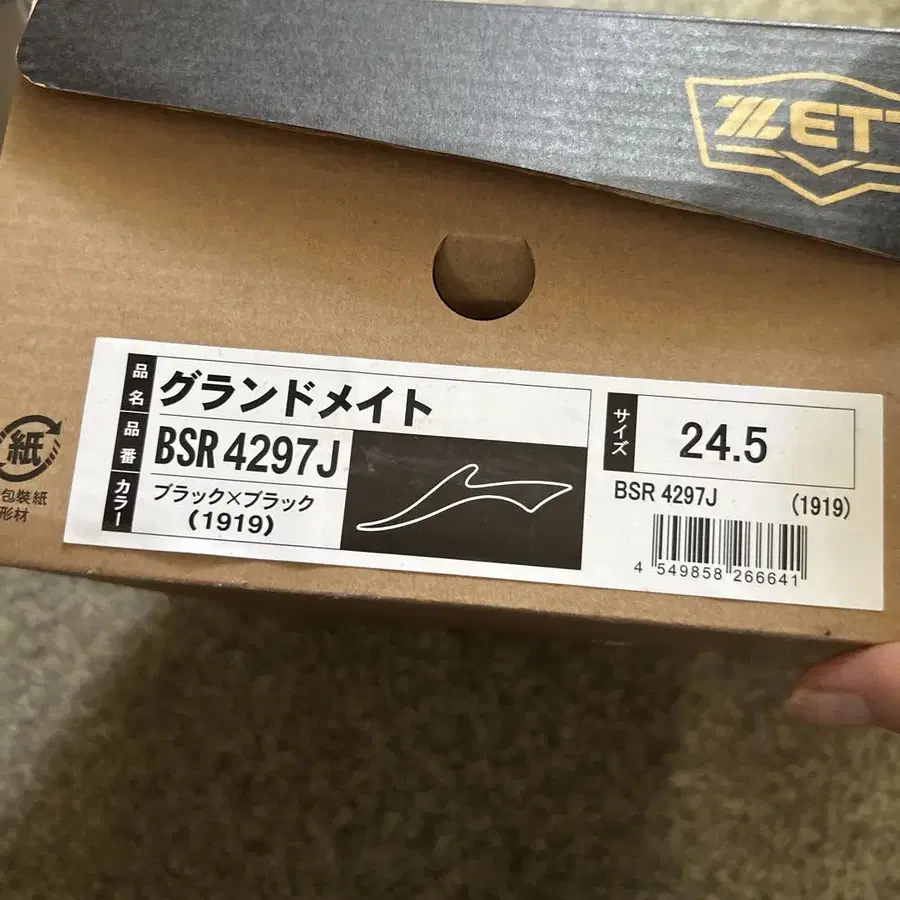 ZETT
品名
グランドメイト
品番
BSR 4297J
カラー
ブラック×ブラック
(1919)
サイズ
24.5
BSR 4297J (1919)
4 549858 266641
紙
包装紙
形材